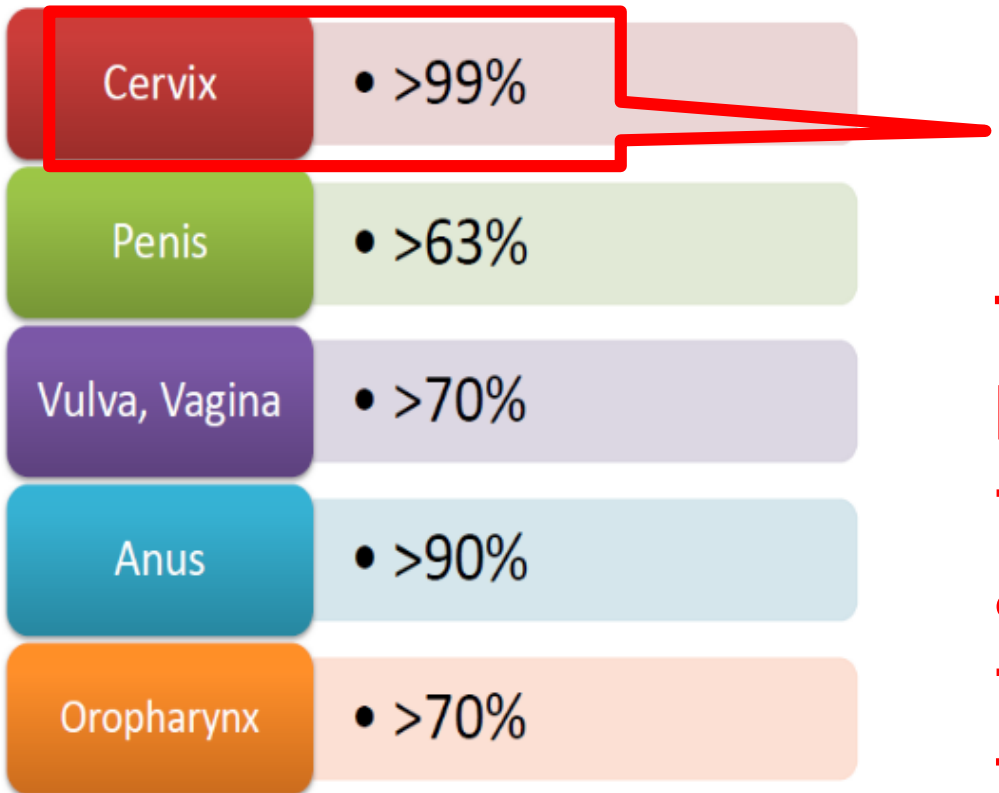 Cervix • >99%
Penis • >63%
Vulva, Vagina • >70%
Anus • >90%
Oropharynx • >70%